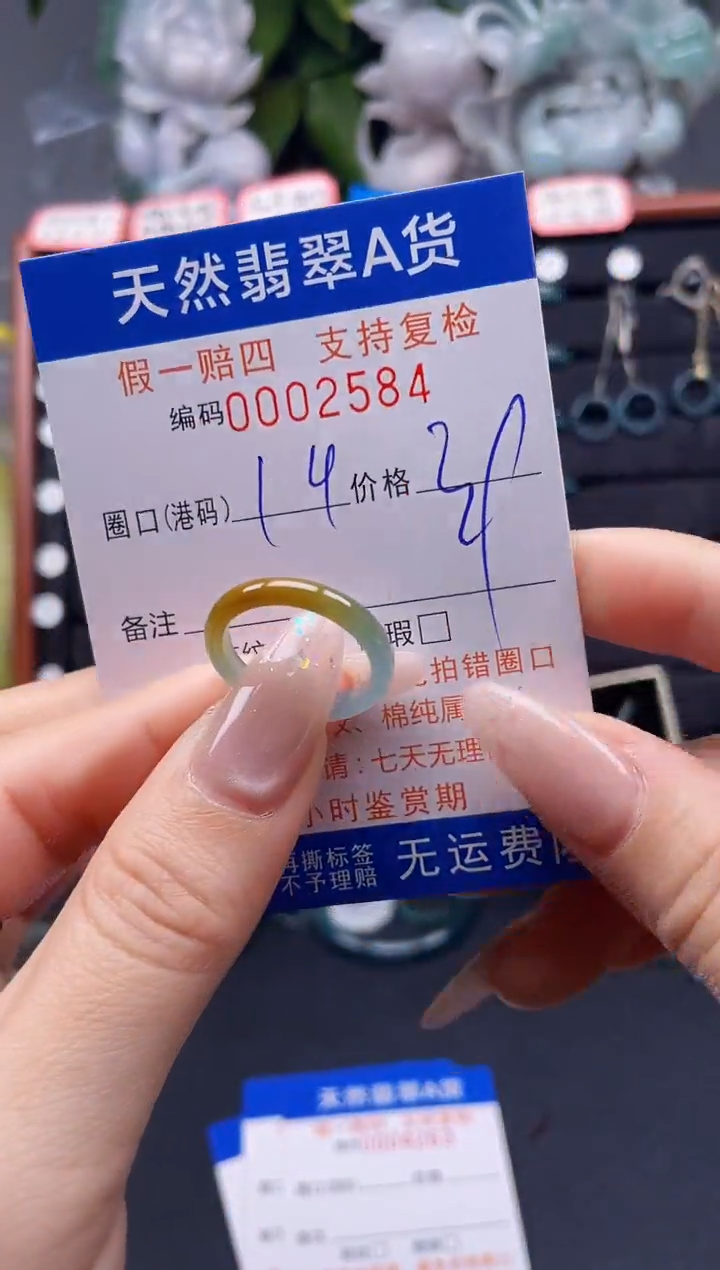 天然翡翠A货
假一赔四 支持复检
编码0002584
圈口(港码) 14 价格
备注
纹 瑕□
拍错圈口
、棉纯属
请：七天无理
小时鉴赏期
再撕标签
不予理赔
无运费
天然翡翠A货